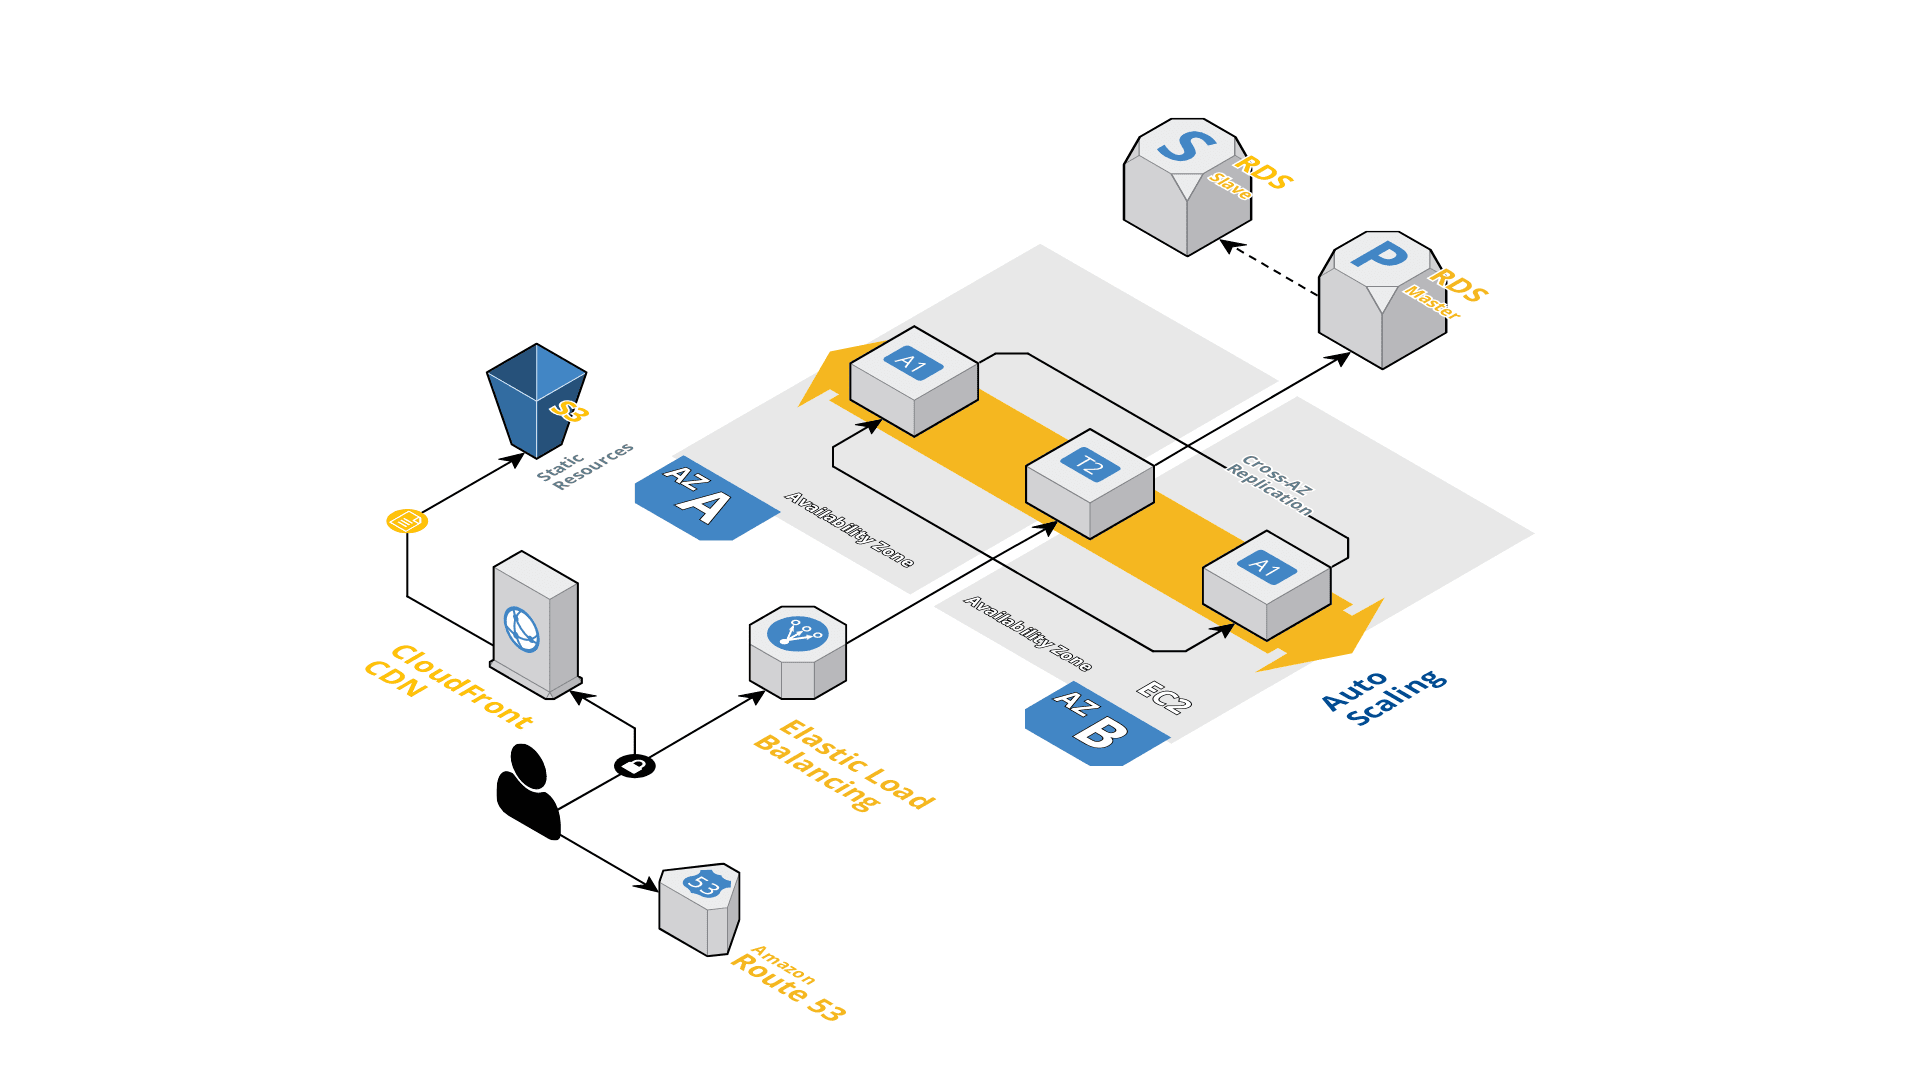 S
RDS
Slave
P
RDS
Master
A1
S3
Static
Resources
T2
Cross-AZ
Replication
AZ
A
Availability Zone
A1
Availability Zone
EC2
AZ
B
Auto
Scaling
CloudFront
CDN
Elastic Load
Balancing
53
Amazon
Route 53